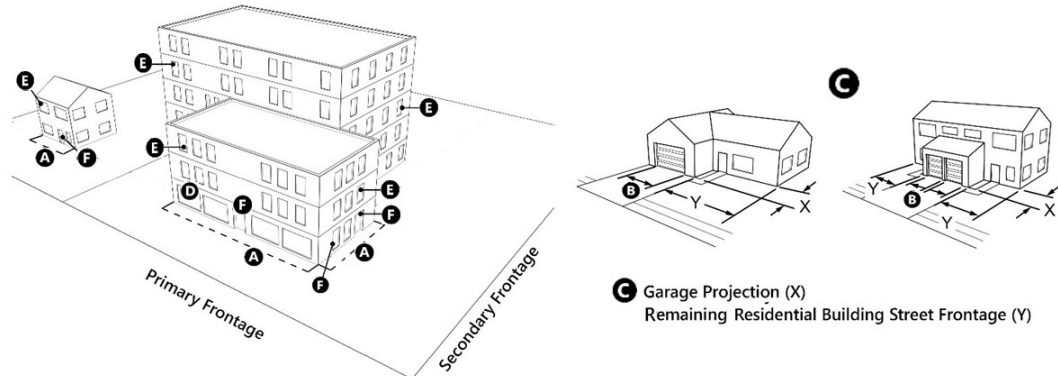 E
A
F
E
E
E
D
F
E
F
A
A
F
Primary Frontage
Secondary Frontage
B
Y
X
C
Y
B
Y
X
C Garage Projection (X)
Remaining Residential Building Street Frontage (Y)